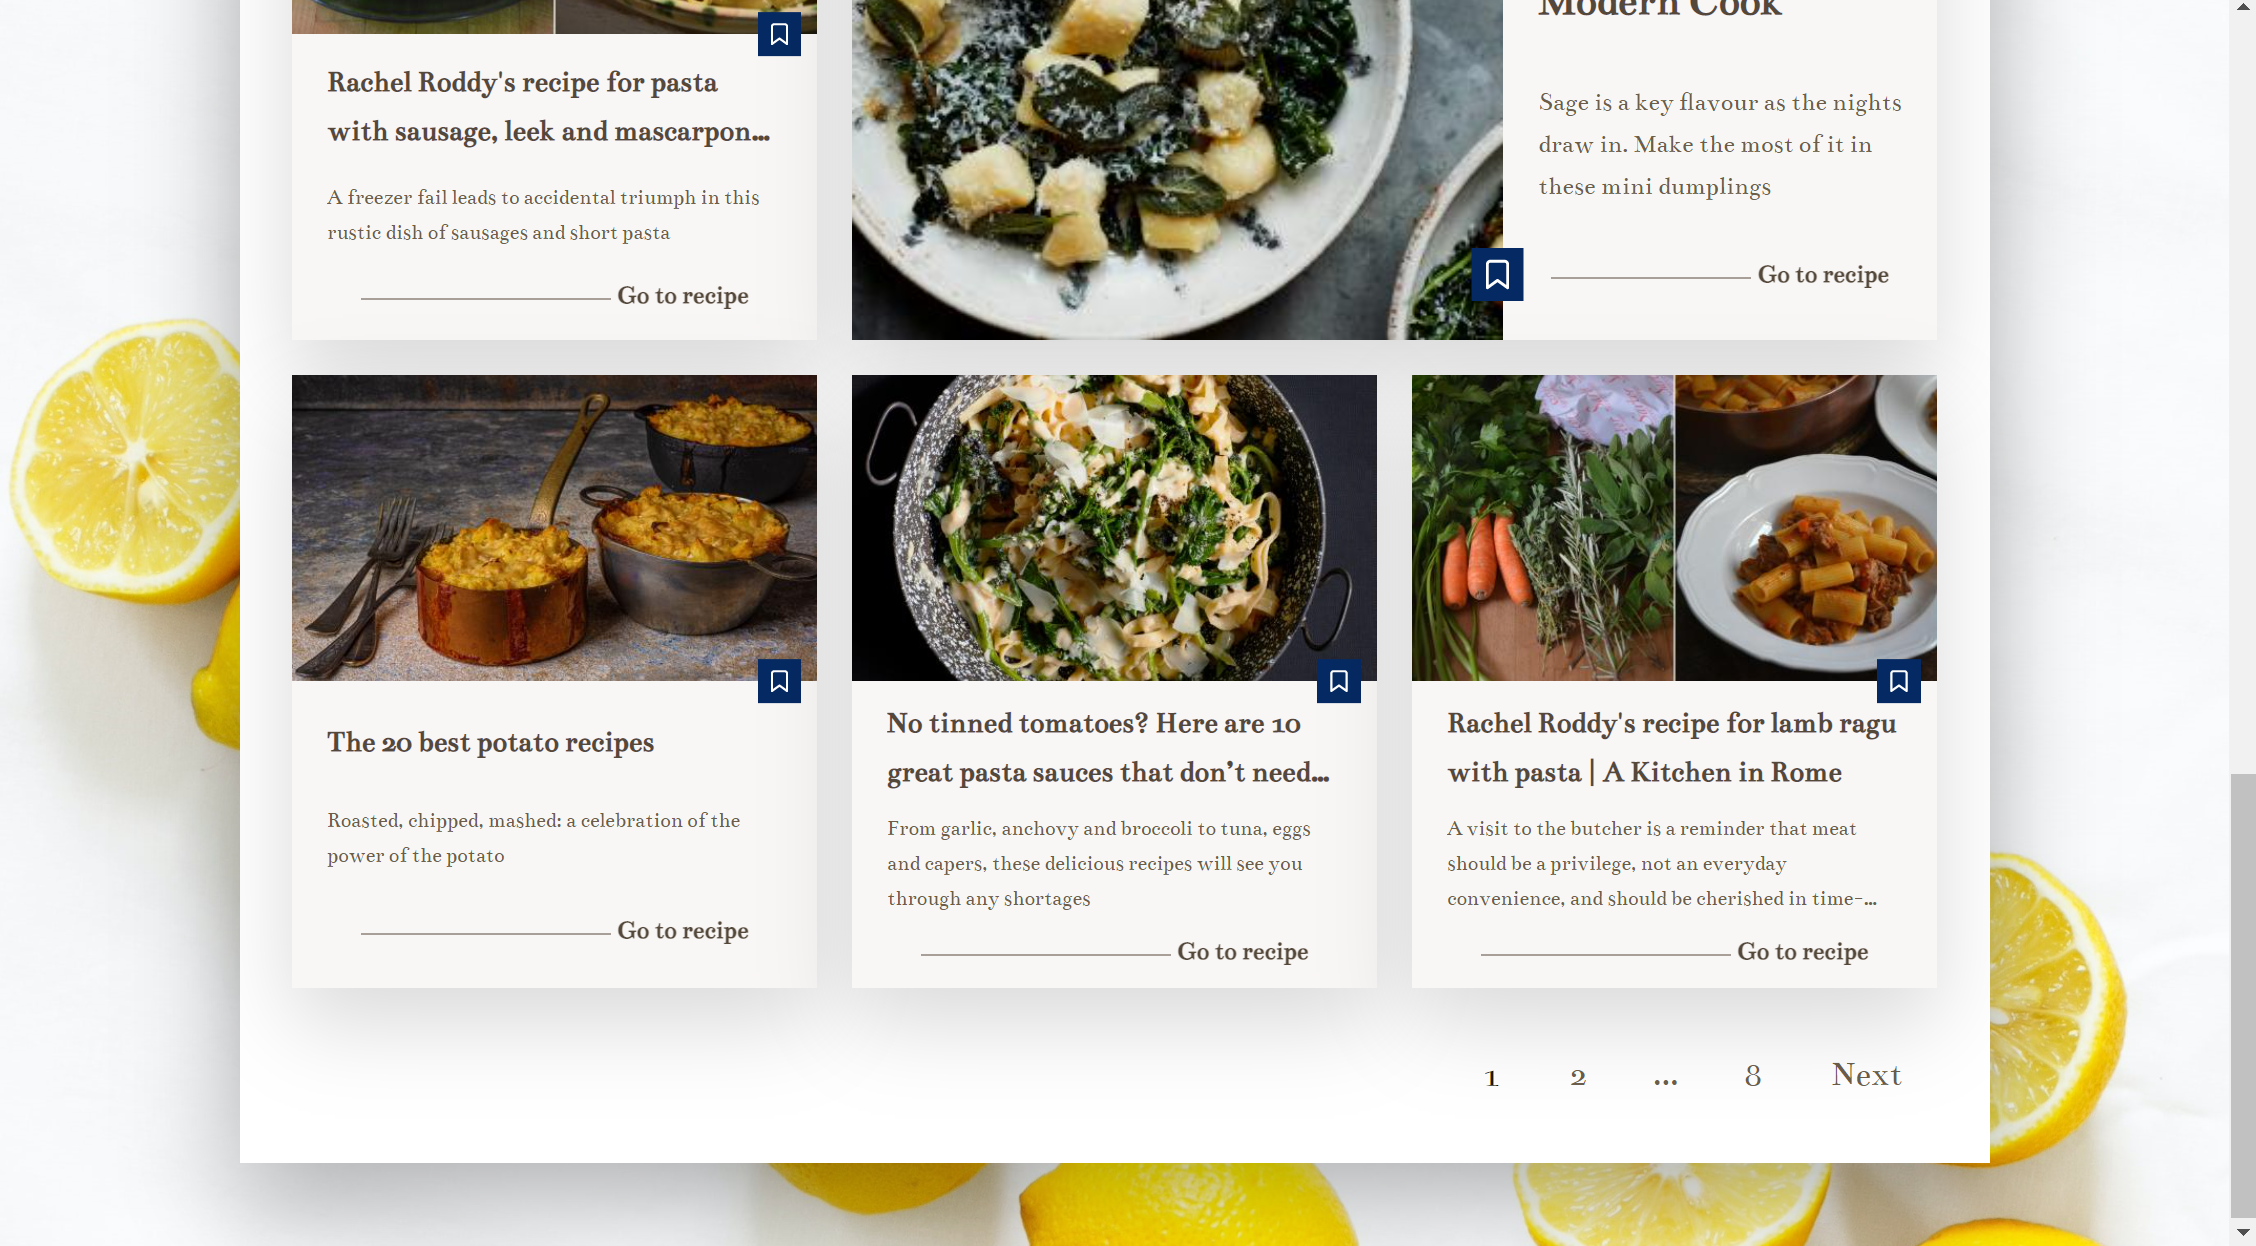 Modern Cook
Rachel Roddy's recipe for pasta
with sausage, leek and mascarpon...
A freezer fail leads to accidental triumph in this
rustic dish of sausages and short pasta
Go to recipe
Sage is a key flavour as the nights
draw in. Make the most of it in
these mini dumplings
Go to recipe
The 20 best potato recipes
Roasted, chipped, mashed: a celebration of the
power of the potato
Go to recipe
No tinned tomatoes? Here are 10
great pasta sauces that don’t need...
From garlic, anchovy and broccoli to tuna, eggs
and capers, these delicious recipes will see you
through any shortages
Go to recipe
Rachel Roddy's recipe for lamb ragu
with pasta | A Kitchen in Rome
A visit to the butcher is a reminder that meat
should be a privilege, not an everyday
convenience, and should be cherished in time-...
Go to recipe
1 2 ... 8 Next